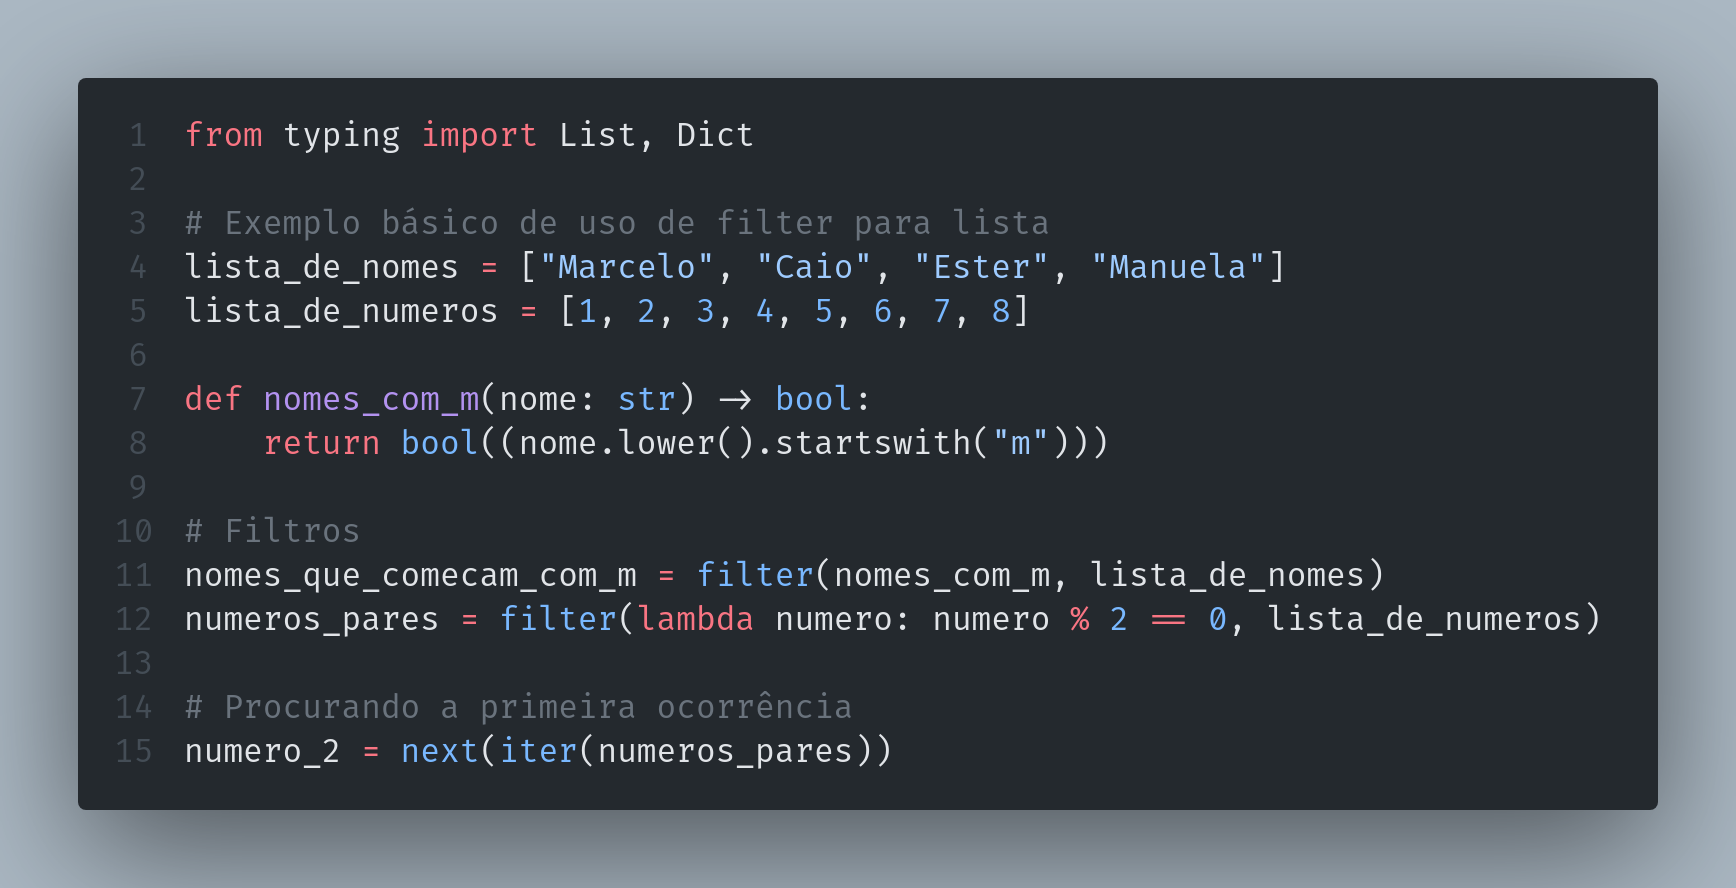 1 from typing import List, Dict
2
3 # Exemplo básico de uso de filter para lista
4 lista_de_nomes = ["Marcelo", "Caio", "Ester", "Manuela"]
5 lista_de_numeros = [1, 2, 3, 4, 5, 6, 7, 8]
6
7 def nomes_com_m(nome: str) -> bool:
8     return bool((nome.lower().startswith("m")))
9
10 # Filtros
11 nomes_que_comecam_com_m = filter(nomes_com_m, lista_de_nomes)
12 numeros_pares = filter(lambda numero: numero % 2 == 0, lista_de_numeros)
13
14 # Procurando a primeira ocorrência
15 numero_2 = next(iter(numeros_pares))